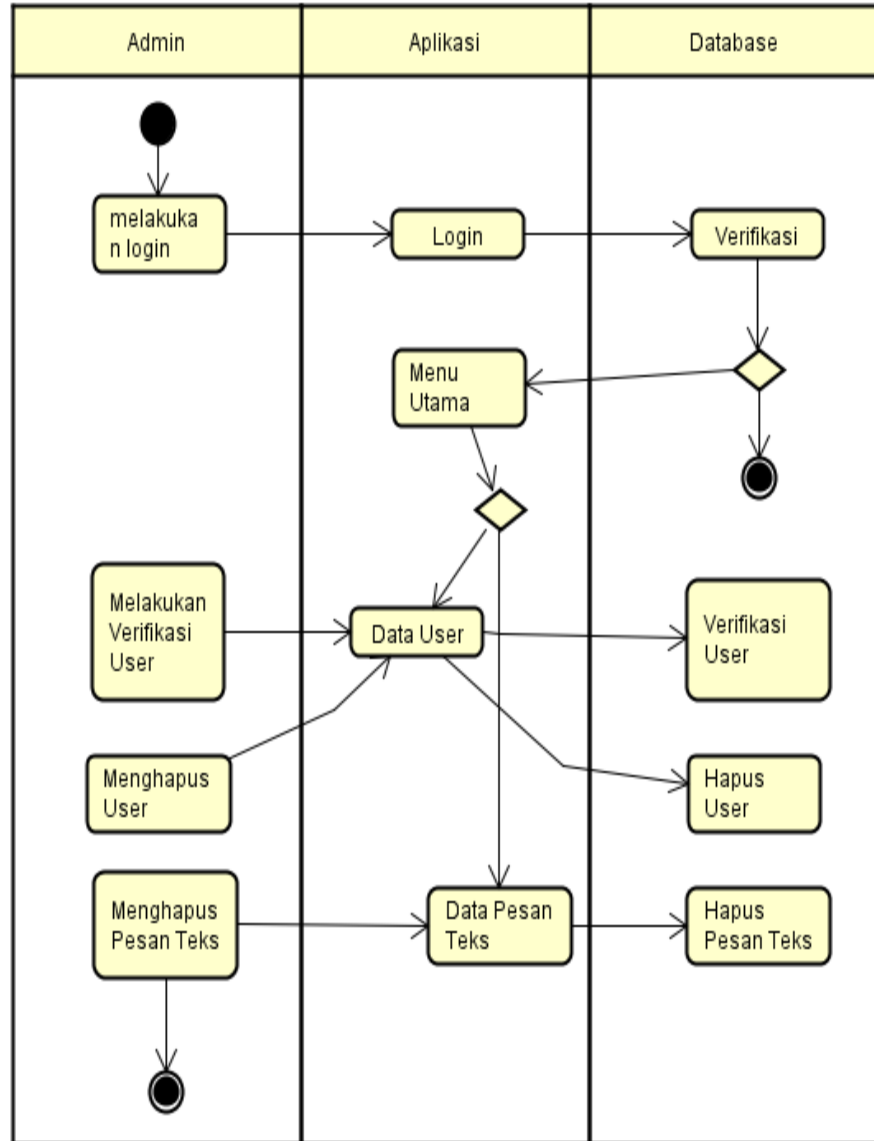 Admin
Aplikasi
Database
melakuka
n login
Login
Verifikasi
Menu
Utama
Melakukan
Verifikasi
User
Data User
Verifikasi
User
Menghapus
User
Hapus
User
Menghapus
Pesan Teks
Data Pesan
Teks
Hapus
Pesan Teks